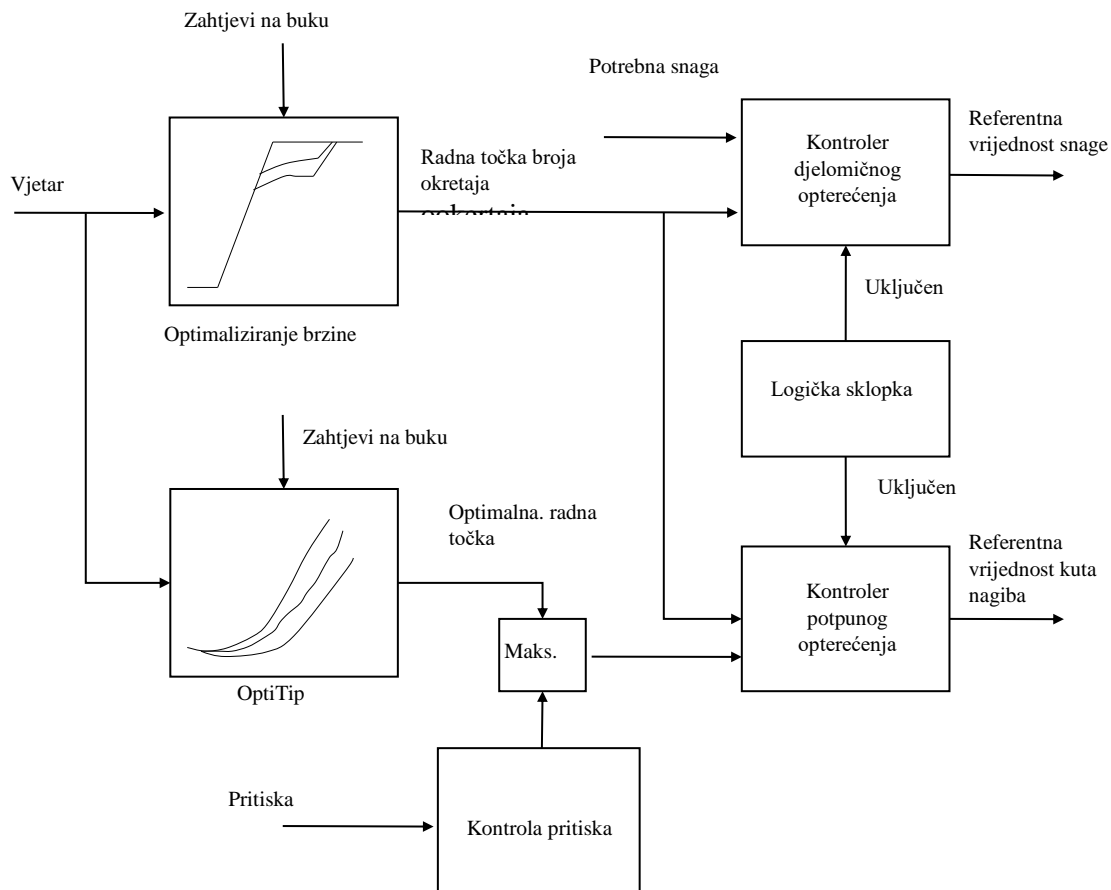 Zahtjevi na buku
Potrebna snaga
Vjetar
Radna točka broja
okretaja
Kontroler
djelomičnog
opterećenja
Referentna
vrijednost snage
Optimaliziranje brzine
Uključen
Logička sklopka
Zahtjevi na buku
Uključen
Optimalna. radna
točka
Maks.
Kontroler
potpunog
opterećenja
Referentna
vrijednost kuta
nagiba
OptiTip
Pritiska
Kontrola pritiska